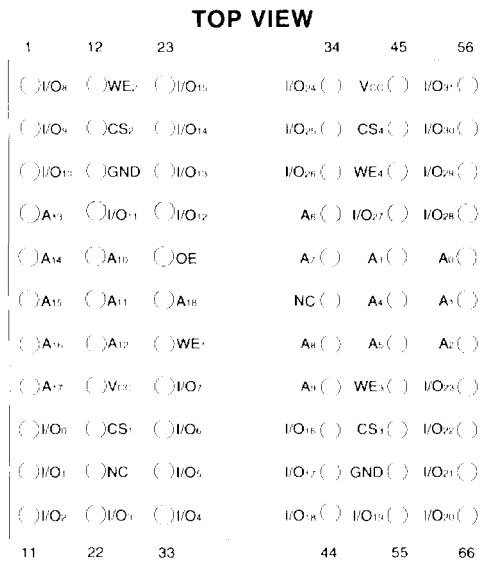 TOP VIEW
1 12 23 34 45 56
I/O8 WE2 I/O15 I/O24 Vcc I/O31
I/O9 CS2 I/O14 I/O25 CS4 I/O30
I/O10 GND I/O13 I/O26 WE4 I/O29
A13 I/O11 I/O12 A6 I/O27 I/O28
A14 A10 OE A7 A3 A0
A15 A11 A18 NC A4 A1
A16 A12 WE1 A8 A5 A2
A17 Vcc I/O7 A9 WE3 I/O23
I/O0 CS1 I/O6 I/O16 CS3 I/O22
I/O1 NC I/O5 I/O17 GND I/O21
I/O2 I/O3 I/O4 I/O18 I/O19 I/O20
11 22 33 44 55 66